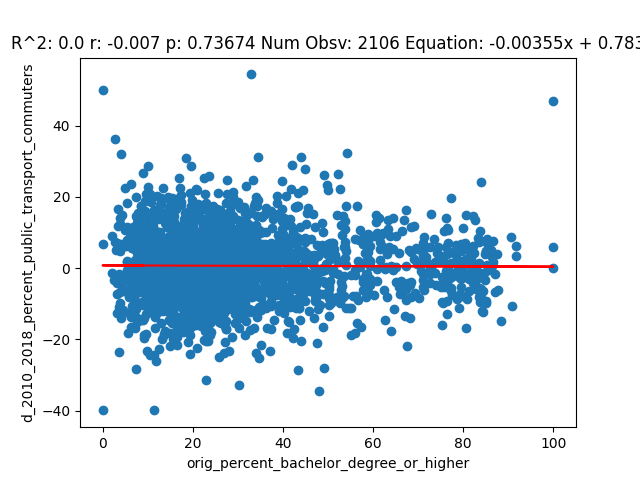 R^2: 0.0 r: -0.007 p: 0.73674 Num Obsv: 2106 Equation: -0.00355x + 0.783
d_2010_2018_percent_public_transport_commuters
40
20
0
−20
−40
0 20 40 60 80 100
orig_percent_bachelor_degree_or_higher